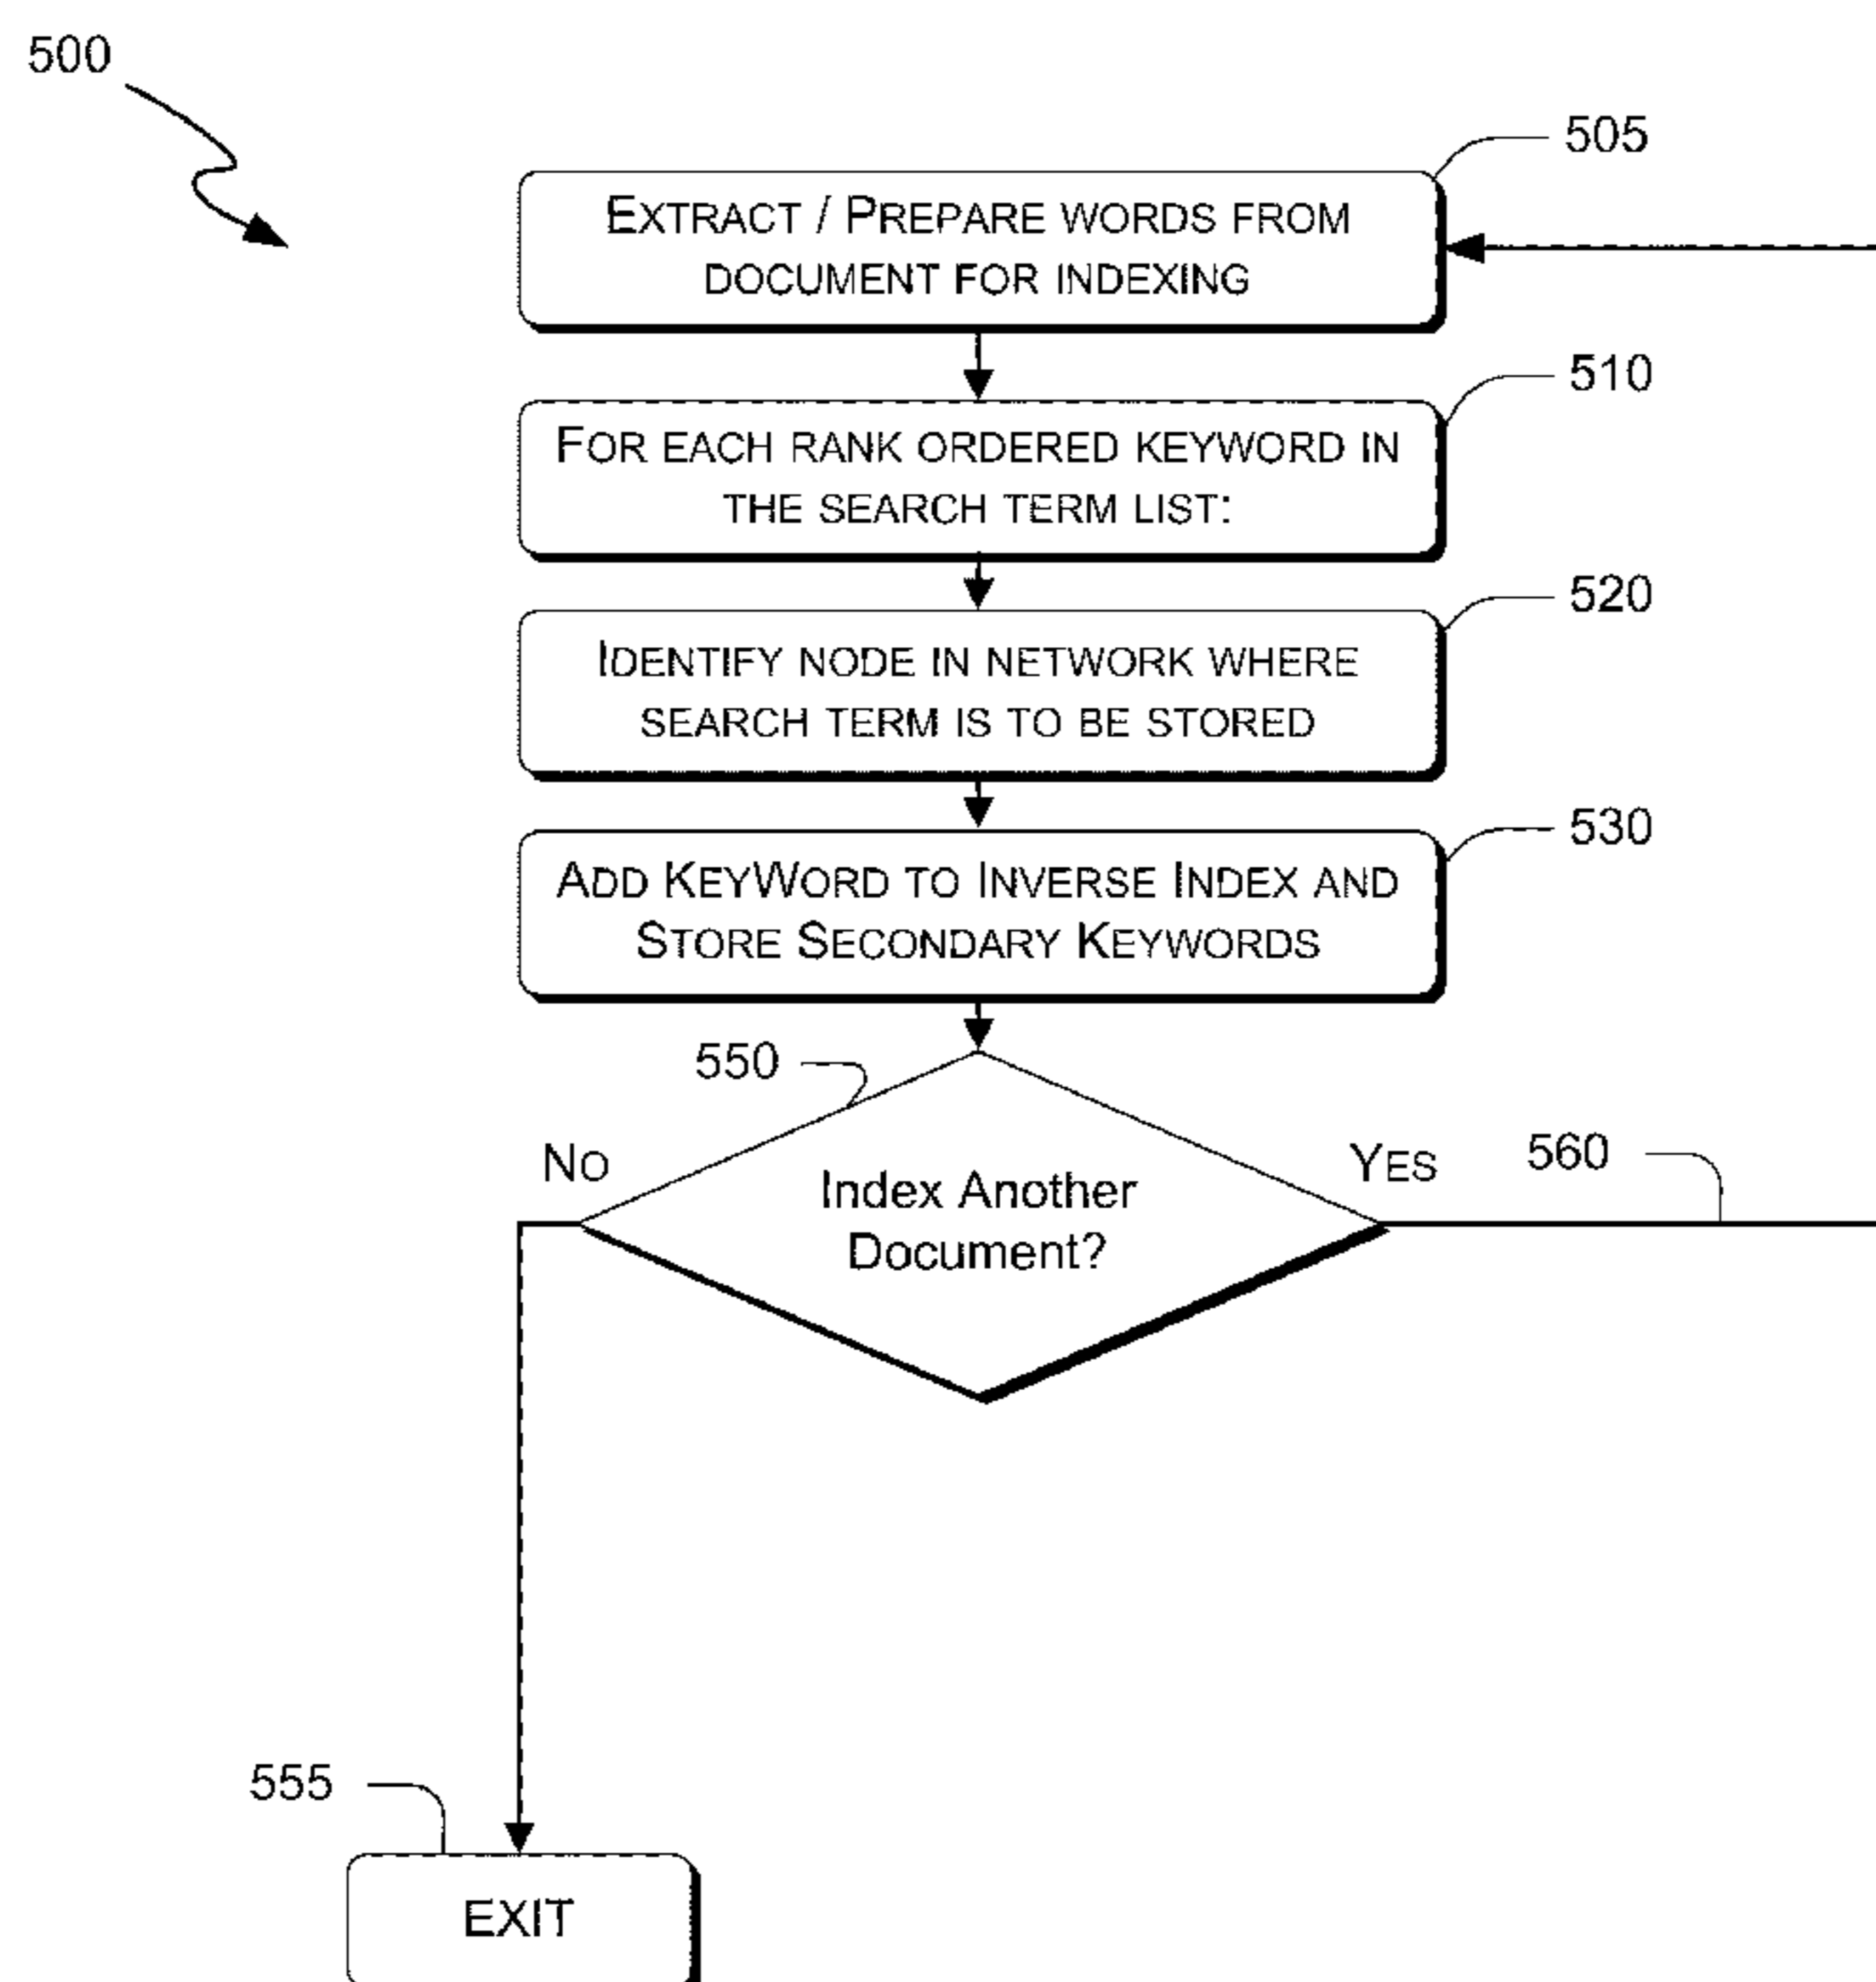 500
505
EXTRACT / PREPARE WORDS FROM
DOCUMENT FOR INDEXING
510
FOR EACH RANK ORDERED KEYWORD IN
THE SEARCH TERM LIST:
520
IDENTIFY NODE IN NETWORK WHERE
SEARCH TERM IS TO BE STORED
530
ADD KEYWORD TO INVERSE INDEX AND
STORE SECONDARY KEYWORDS
550
NO
YES
560
Index Another
Document?
555
EXIT